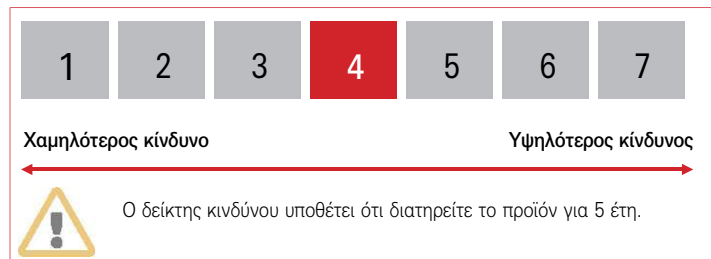 1 2 3 4 5 6 7
Χαμηλότερος κίνδυνο Υψηλότερος κίνδυνος
Ο δείκτης κινδύνου υποθέτει ότι διατηρείτε το προϊόν για 5 έτη.